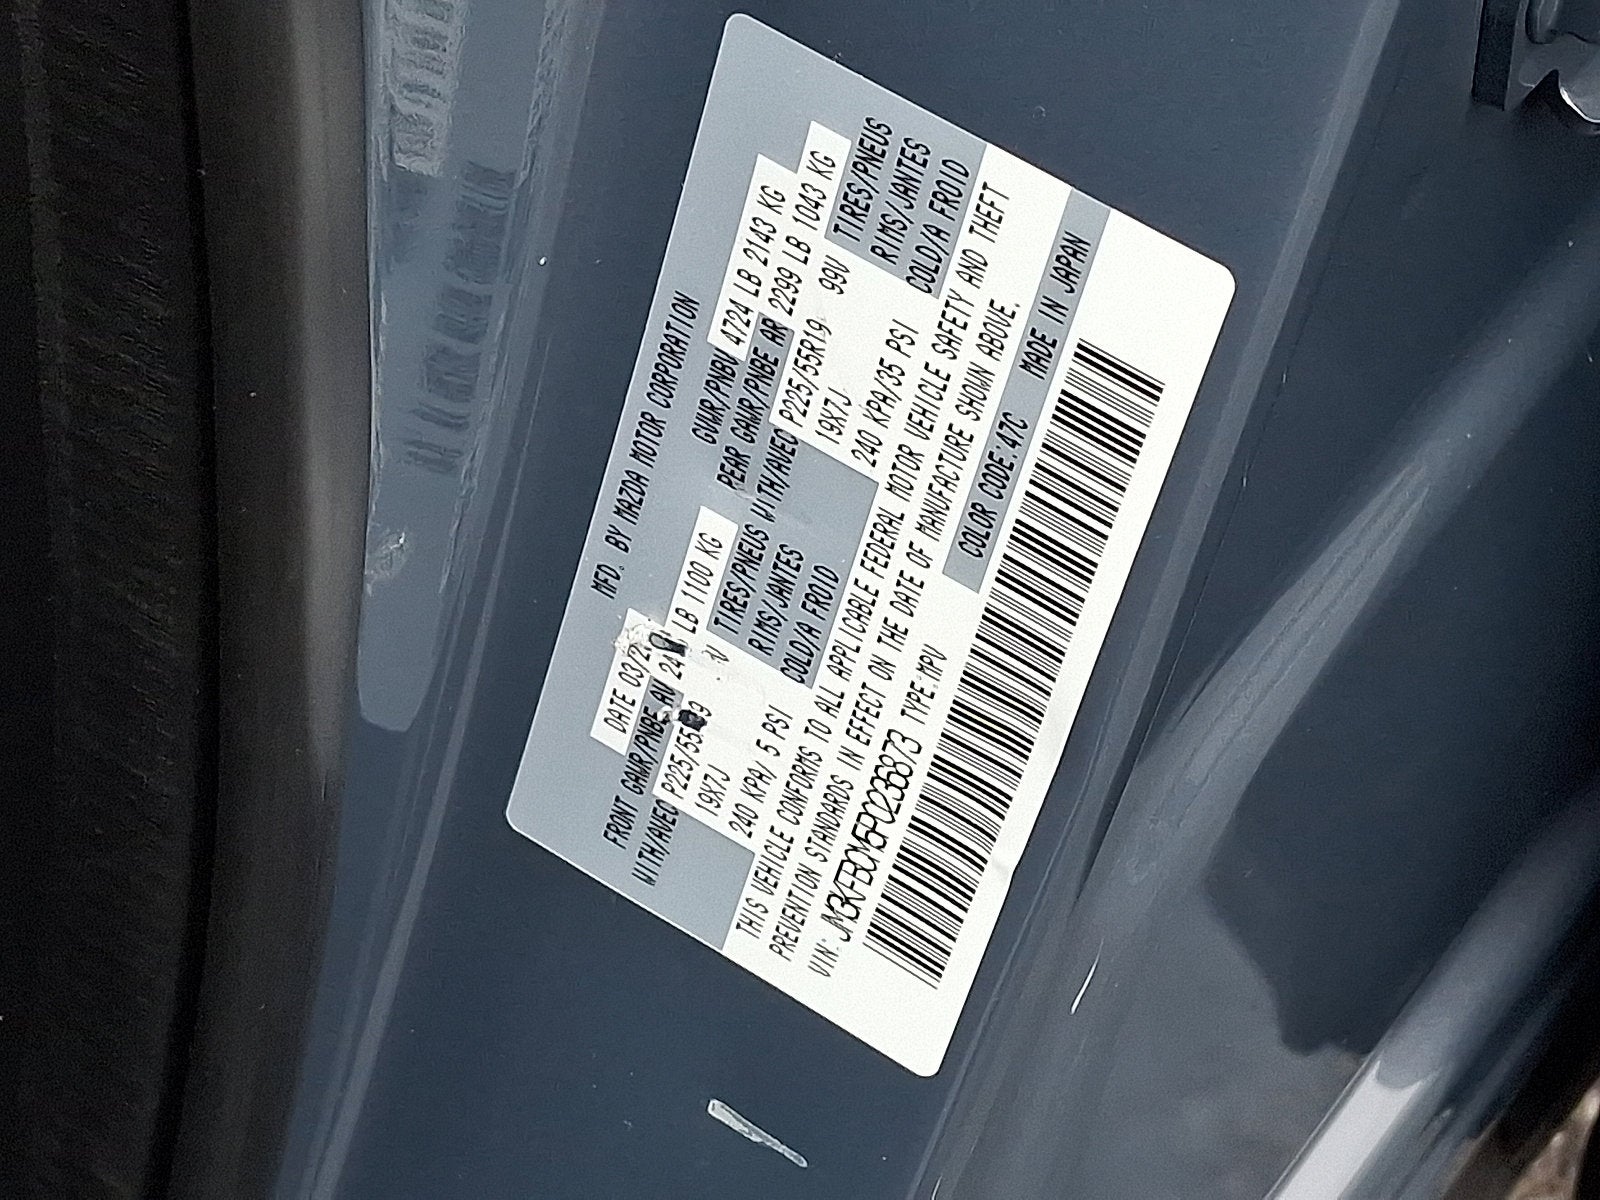 MFD. BY MAZDA MOTOR CORPORATION
DATE 03/2 GVWR/PNBV 4724 LB 2143 KG
FRONT GAWR/PNBE AV 24 LB 1100 KG REAR GAWR/PNBE AR 2299 LB 1043 KG
WITH/AVEC P225/55 9 V TIRES/PNEUS WITH/AVEC P225/55R19 99V TIRES/PNEUS
19X7J RIMS/JANTES 19X7J RIMS/JANTES
240 KPA/ 5 PSI COLD/A FROID 240 KPA/35 PSI COLD/A FROID
THIS VEHICLE CONFORMS TO ALL APPLICABLE FEDERAL MOTOR VEHICLE SAFETY AND THEFT
PREVENTION STANDARDS IN EFFECT ON THE DATE OF MANUFACTURE SHOWN ABOVE.
VIN: JM3KFBDM5P0236873 TYPE:MPV COLOR CODE:47C MADE IN JAPAN